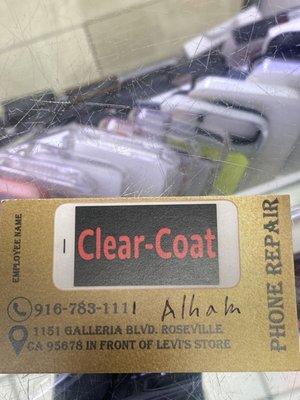 EMPLOYEE NAME
Clear-Coat
PHONE REPAIR
916-783-1111 Alham
1151 GALLERIA BLVD. ROSEVILLE
CA 95678 IN FRONT OF LEVI'S STORE